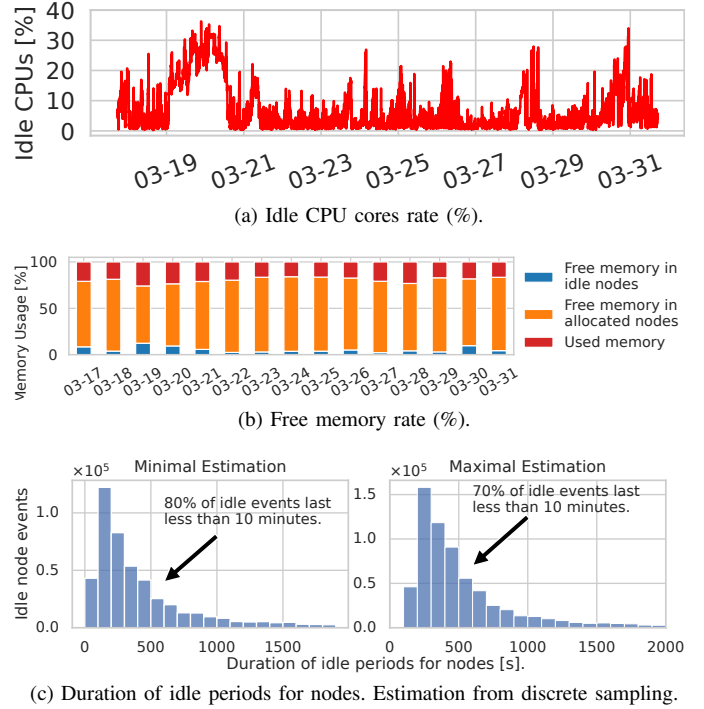 40
30
20
10
0
Idle CPUs [%]
03-19
03-21
03-23
03-25
03-27
03-29
03-31
(a) Idle CPU cores rate (%).
100
50
0
Memory Usage [%]
03-17
03-18
03-19
03-20
03-21
03-22
03-23
03-24
03-25
03-26
03-27
03-28
03-29
03-30
03-31
Free memory in
idle nodes
Free memory in
allocated nodes
Used memory
(b) Free memory rate (%).
×10⁵
Minimal Estimation
1.0
0.5
0.0
Idle node events
80% of idle events last
less than 10 minutes.
0
500
1000
1500
×10⁵
Maximal Estimation
1.5
1.0
0.5
0.0
70% of idle events last
less than 10 minutes.
0
500
1000
1500
2000
Duration of idle periods for nodes [s].
(c) Duration of idle periods for nodes. Estimation from discrete sampling.